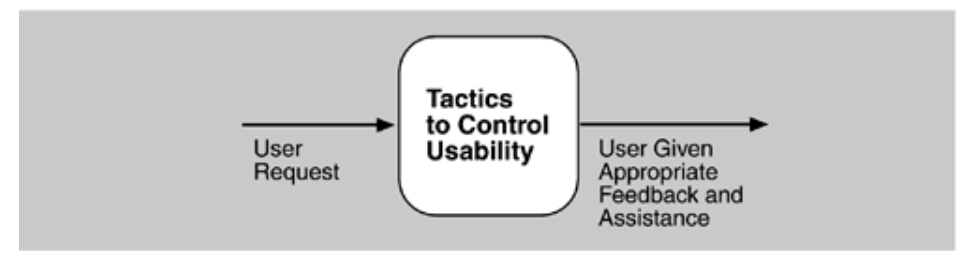 User
Request
Tactics
to Control
Usability
User Given
Appropriate
Feedback and
Assistance